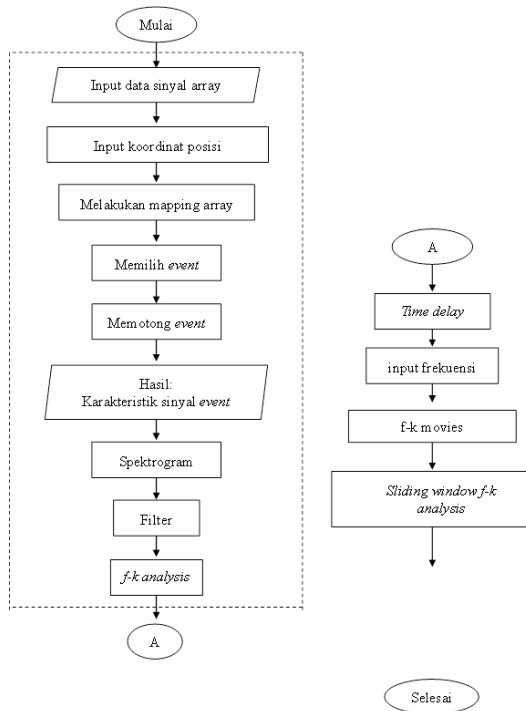 Mulai
Input data sinyal array
Input koordinat posisi
Melakukan mapping array
Memilih event
Memotong event
Hasil:
Karakteristik sinyal event
Spektrogram
Filter
f-k analysis
A
A
Time delay
input frekuensi
f-k movies
Sliding window f-k
analysis
Selesai